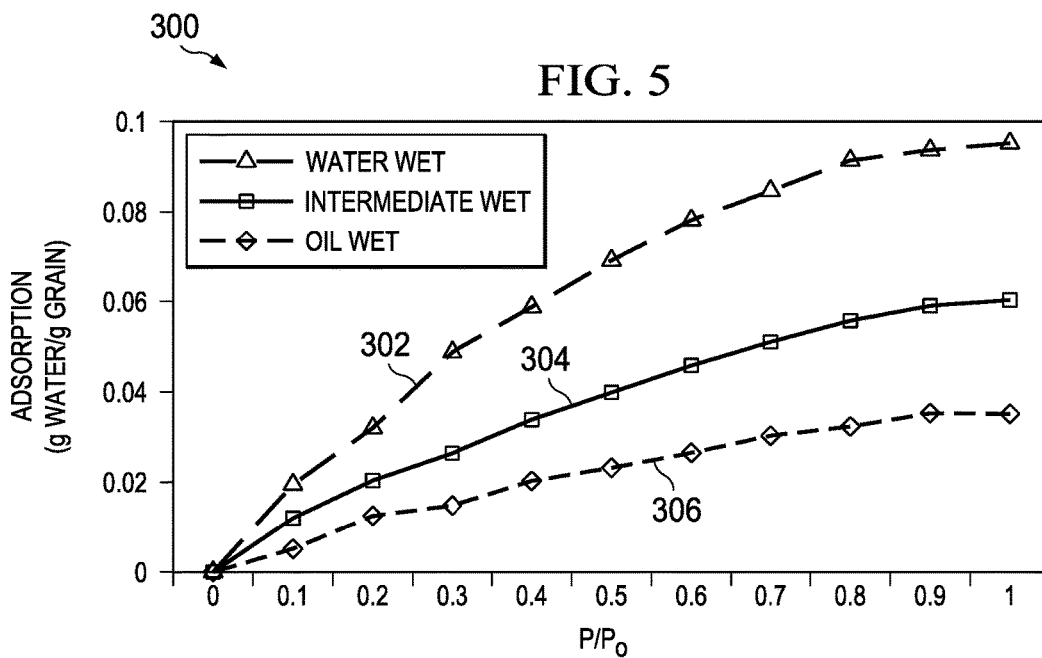 300
FIG. 5
WATER WET
INTERMEDIATE WET
OIL WET
0.1
0.08
0.06
0.04
0.02
0
ADSORPTION
(g WATER/g GRAIN)
302
304
306
0 0.1 0.2 0.3 0.4 0.5 0.6 0.7 0.8 0.9 1
P/Po